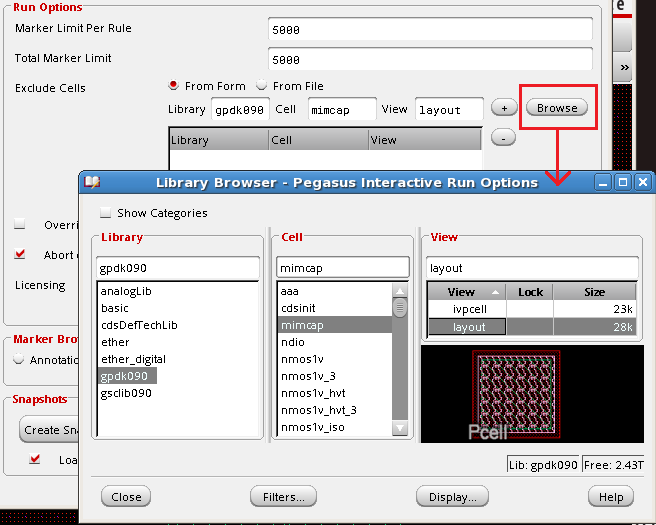 Run Options
Marker Limit Per Rule 5000
Total Marker Limit 5000
Exclude Cells From Form From File
Library gpdk090 Cell mimcap View layout + Browse
Library Cell View -
»
Library Browser - Pegasus Interactive Run Options
Show Categories
Overri
Abort
Licensing
Marker Bro
Annotatio
Snapshots
Create Sna
Loa
Library Cell View
gpdk090 mimcap layout
analogLib
basic
cdsDefTechLib
ether
ether_digital
gpdk090
gsclib090
aaa
cdsinit
mimcap
ndio
nmos1v
nmos1v_3
nmos1v_hvt
nmos1v_hvt_3
nmos1v_iso
View Lock Size
ivpcell 23k
layout 28k
Pcell
Lib: gpdk090 Free: 2.43T
Close Filters... Display... Help